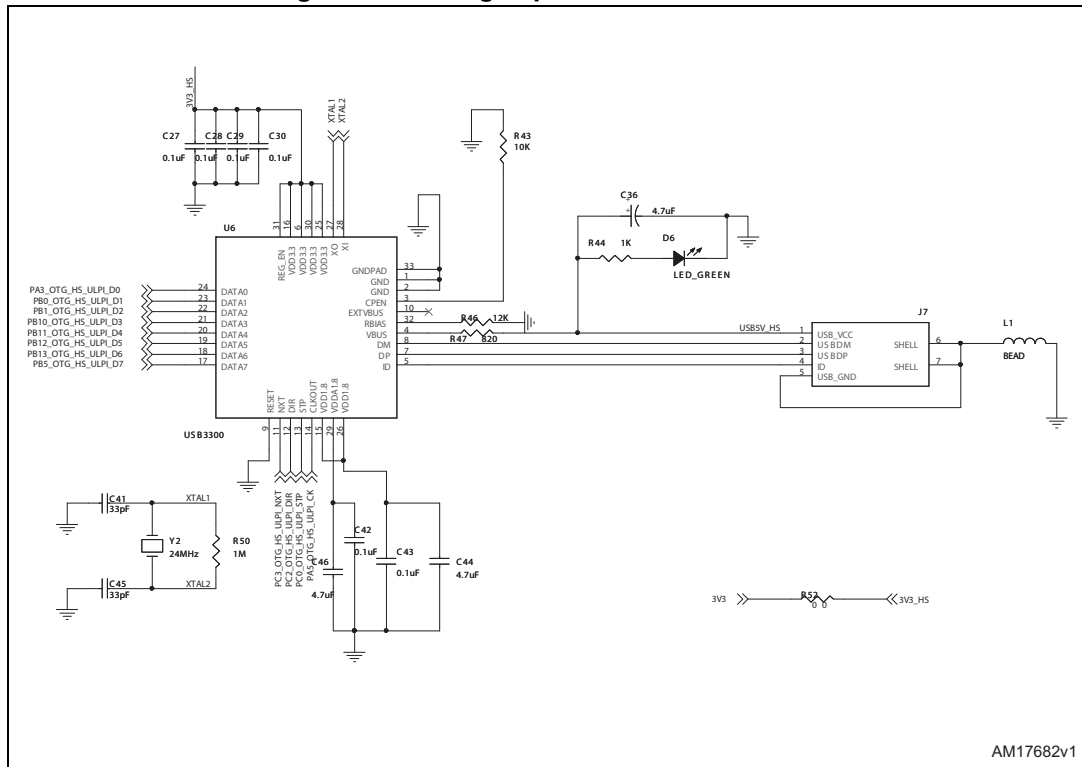 3V3_HS
C27
C28
C29
C30
0.1uF
0.1uF
0.1uF
0.1uF
XTAL1
XTAL2
R43
10K
U6
31
16
6
30
25
27
28
REG_EN
VDD3.3
VDD3.3
VDD3.3
VDD3.3
XO
XI
C36
4.7uF
R44
1K
D6
LED_GREEN
PA3_OTG_HS_ULPI_D0
24
DATA0
PB0_OTG_HS_ULPI_D1
23
DATA1
PB1_OTG_HS_ULPI_D2
22
DATA2
PB10_OTG_HS_ULPI_D3
21
DATA3
PB11_OTG_HS_ULPI_D4
20
DATA4
PB12_OTG_HS_ULPI_D5
19
DATA5
PB13_OTG_HS_ULPI_D6
18
DATA6
PB5_OTG_HS_ULPI_D7
17
DATA7
GNDPAD
33
GND
1
GND
2
CPEN
3
EXTVBUS
10
RBIAS
32
VBUS
4
DM
8
DP
7
ID
5
R46
12K
R47
820
USB5V_HS
J7
1
USB_VCC
2
USBDM
3
USBDP
4
ID
5
USB_GND
SHELL
6
SHELL
7
L1
BEAD
RESET
NXT
DIR
STP
CLKOUT
VDD1.8
VDDA1.8
VDD1.8
9
11
12
13
14
15
29
26
USB3300
PC3_OTG_HS_ULPI_NXT
PC2_OTG_HS_ULPI_DIR
PC0_OTG_HS_ULPI_STP
PA5_OTG_HS_ULPI_CK
C41
33pF
XTAL1
Y2
24MHz
R50
1M
C45
33pF
XTAL2
C42
0.1uF
C46
4.7uF
C43
0.1uF
C44
4.7uF
3V3
R52
0 0
3V3_HS
AM17682v1